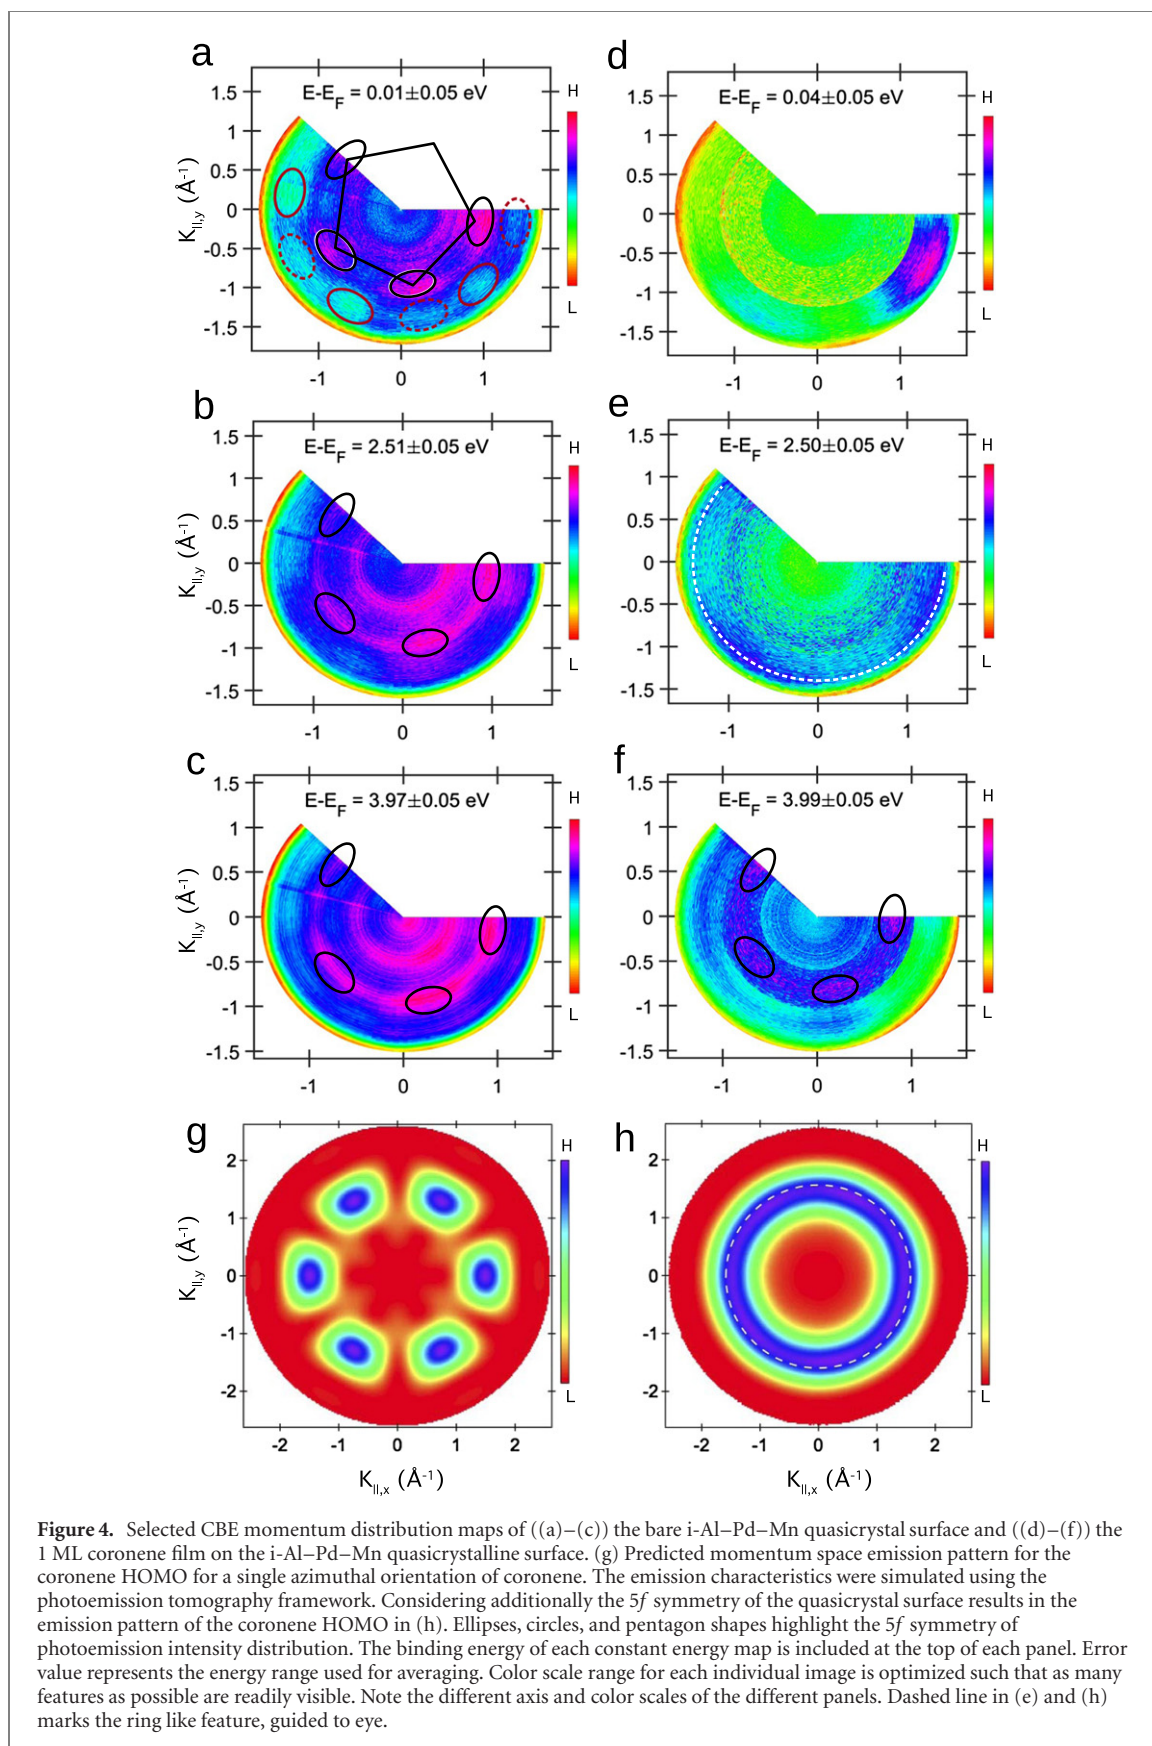 a
E-EF = 0.01±0.05 eV
H
1.5
1
0.5
0
-0.5
-1
-1.5
K||,y (Å-1)
L
-1 0 1
d
E-EF = 0.04±0.05 eV
H
1.5
1
0.5
0
-0.5
-1
-1.5
L
-1 0 1
b
E-EF = 2.51±0.05 eV
H
1.5
1
0.5
0
-0.5
-1
-1.5
K||,y (Å-1)
L
-1 0 1
e
E-EF = 2.50±0.05 eV
H
1.5
1
0.5
0
-0.5
-1
-1.5
L
-1 0 1
c
E-EF = 3.97±0.05 eV
H
1.5
1
0.5
0
-0.5
-1
-1.5
K||,y (Å-1)
L
-1 0 1
f
E-EF = 3.99±0.05 eV
H
1.5
1
0.5
0
-0.5
-1
-1.5
L
-1 0 1
g
H
2
1
0
-1
-2
K||,y (Å-1)
L
-2 -1 0 1 2
K||,x (Å-1)
h
H
2
1
0
-1
-2
L
-2 -1 0 1 2
K||,x (Å-1)
Figure 4. Selected CBE momentum distribution maps of ((a)–(c)) the bare i-Al–Pd–Mn quasicrystal surface and ((d)–(f)) the
1 ML coronene film on the i-Al–Pd–Mn quasicrystalline surface. (g) Predicted momentum space emission pattern for the
coronene HOMO for a single azimuthal orientation of coronene. The emission characteristics were simulated using the
photoemission tomography framework. Considering additionally the 5f symmetry of the quasicrystal surface results in the
emission pattern of the coronene HOMO in (h). Ellipses, circles, and pentagon shapes highlight the 5f symmetry of
photoemission intensity distribution. The binding energy of each constant energy map is included at the top of each panel. Error
value represents the energy range used for averaging. Color scale range for each individual image is optimized such that as many
features as possible are readily visible. Note the different axis and color scales of the different panels. Dashed line in (e) and (h)
marks the ring like feature, guided to eye.